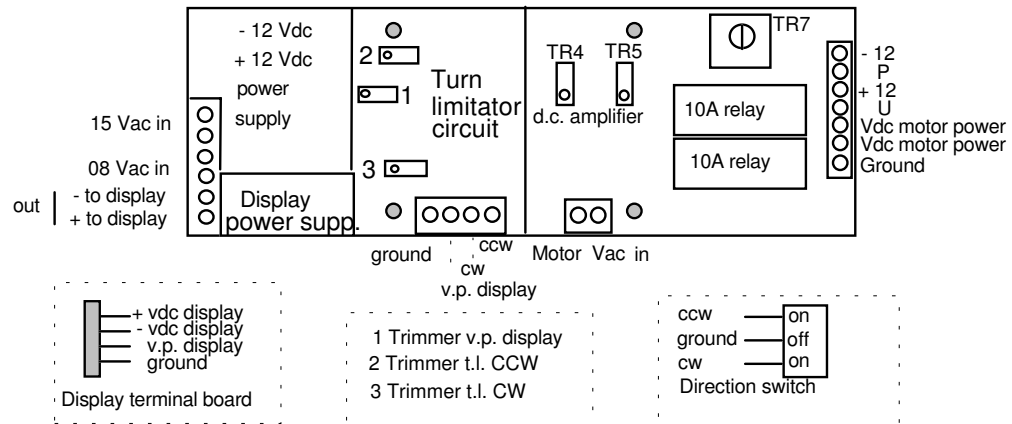 - 12 Vdc
+ 12 Vdc
power
supply
15 Vac in
08 Vac in
out
- to display
+ to display
Display
power supp.
2
1
3
Turn
limitator
circuit
TR4
TR5
d.c. amplifier
TR7
10A relay
10A relay
- 12
P
+ 12
U
Vdc motor power
Vdc motor power
Ground
ground
ccw
cw
v.p. display
Motor Vac in
+ vdc display
- vdc display
v.p. display
ground
Display terminal board
1 Trimmer v.p. display
2 Trimmer t.l. CCW
3 Trimmer t.l. CW
ccw
on
ground
off
cw
on
Direction switch